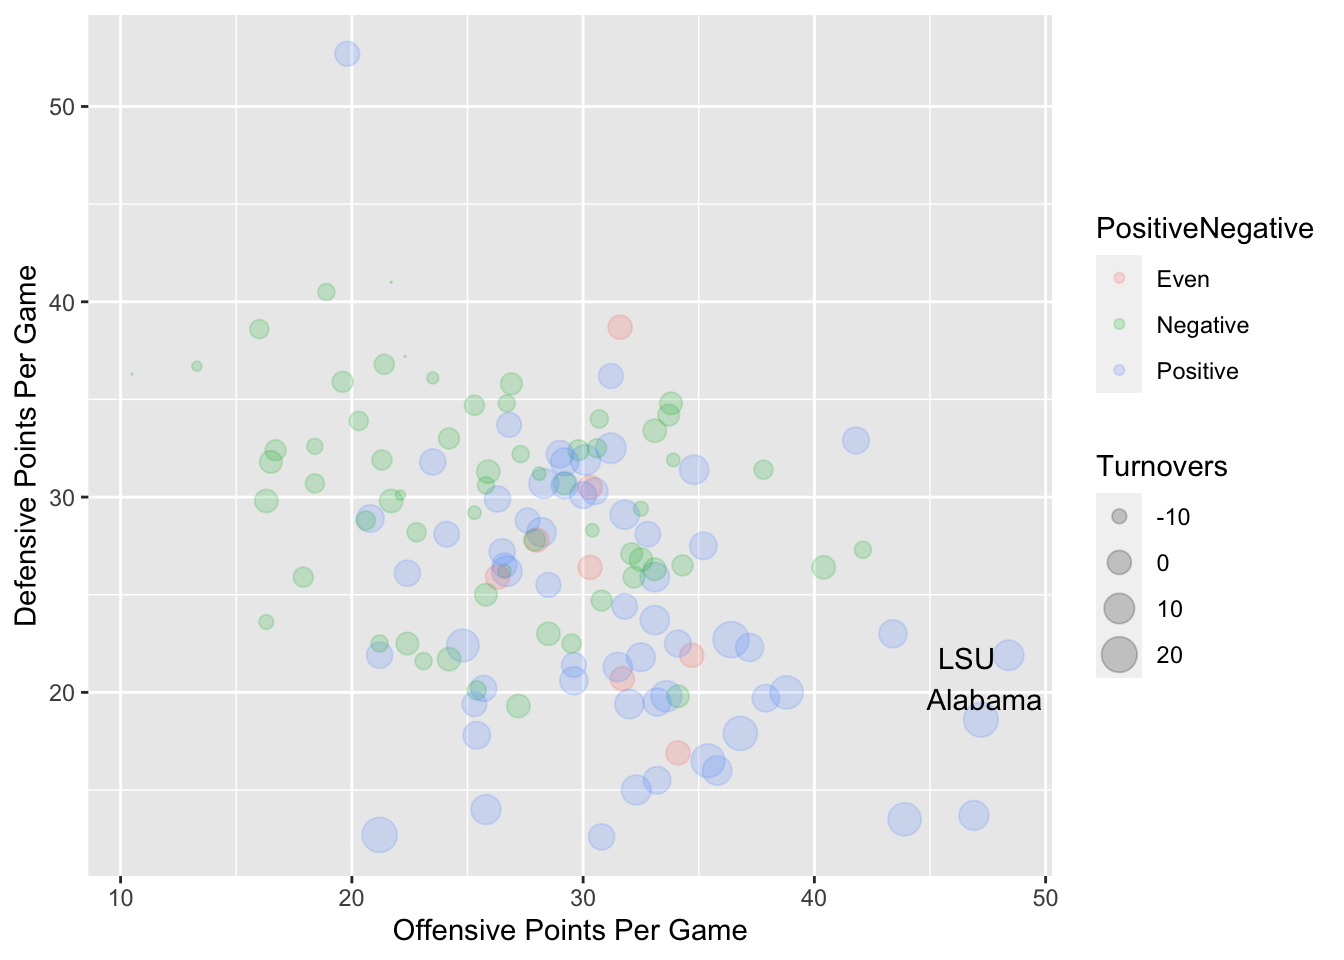 50
40
30
20
Defensive Points Per Game
10
20
30
40
50
Offensive Points Per Game
LSU
Alabama
PositiveNegative
Even
Negative
Positive
Turnovers
-10
0
10
20